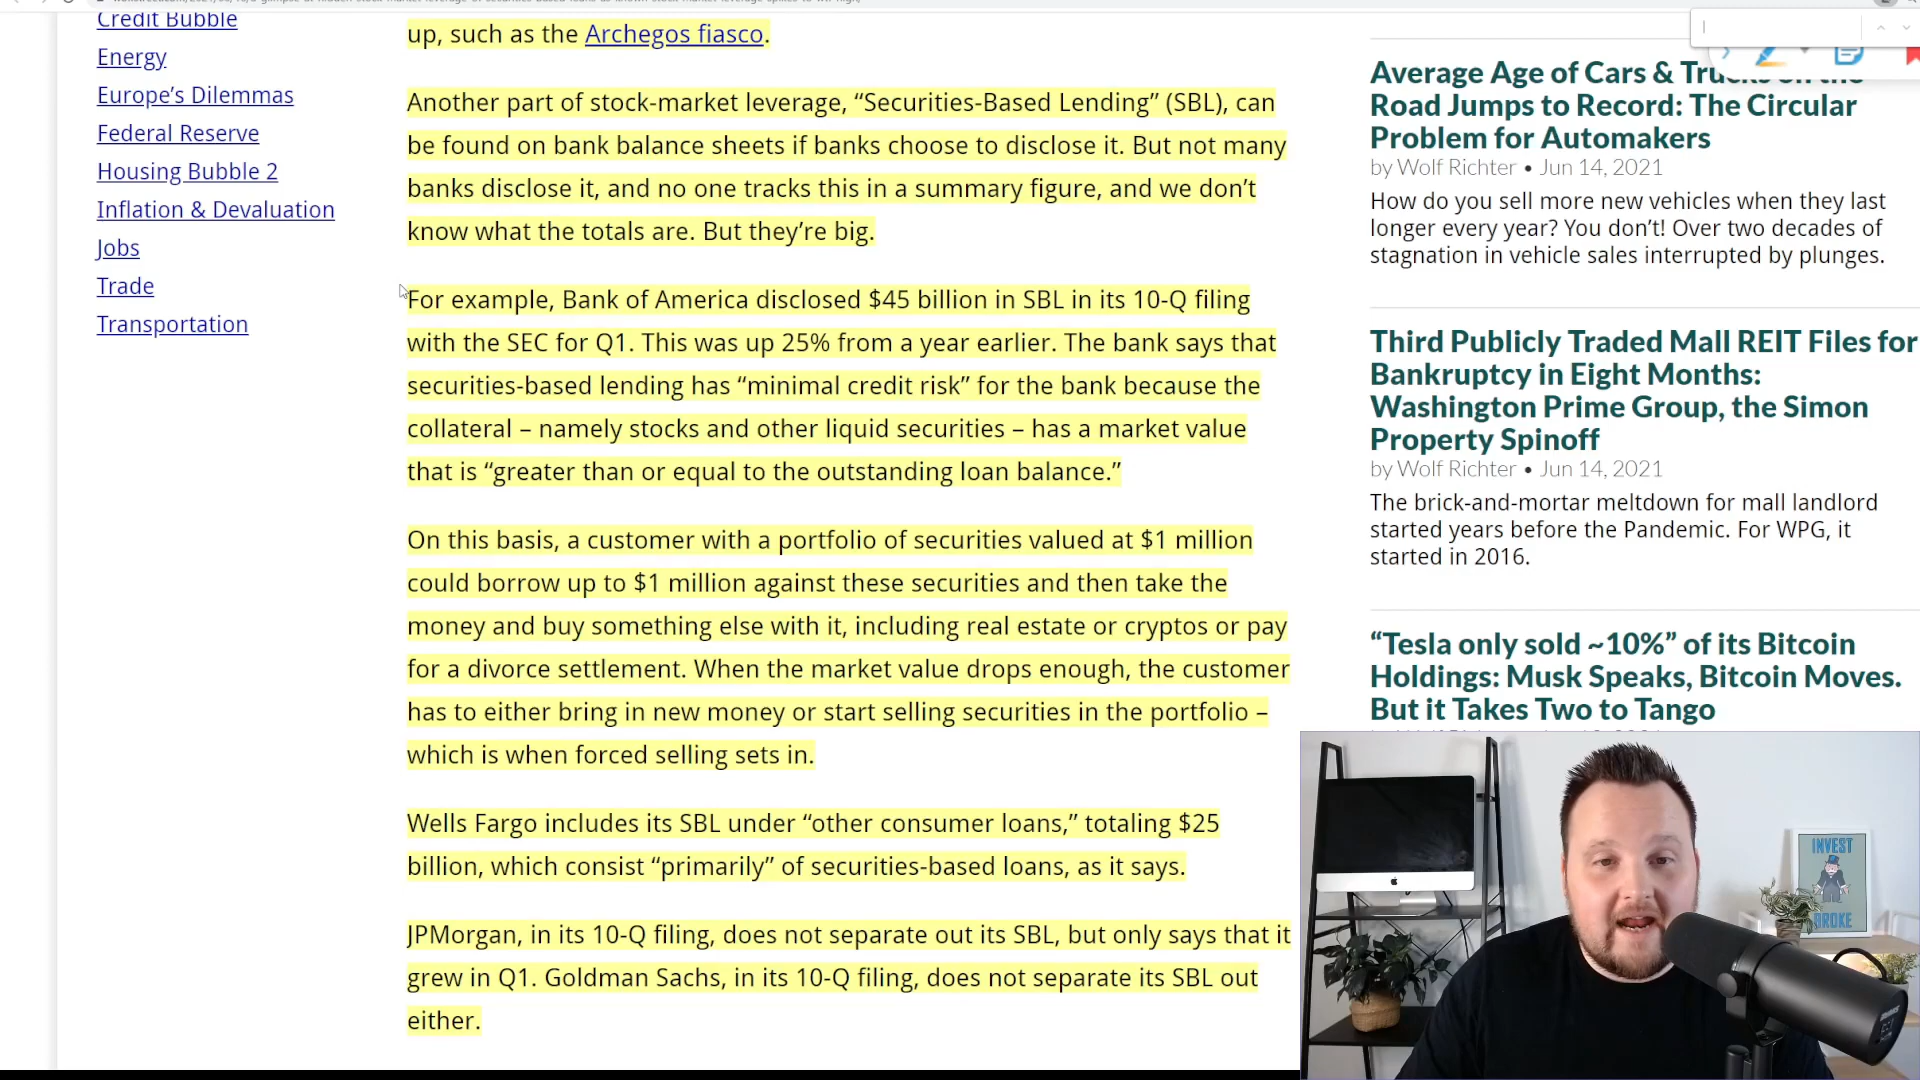 Credit Bubble
Energy
Europe’s Dilemmas
Federal Reserve
Housing Bubble 2
Inflation & Devaluation
Jobs
Trade
Transportation
up, such as the Archegos fiasco.
Another part of stock-market leverage, “Securities-Based Lending” (SBL), can
be found on bank balance sheets if banks choose to disclose it. But not many
banks disclose it, and no one tracks this in a summary figure, and we don’t
know what the totals are. But they’re big.
For example, Bank of America disclosed $45 billion in SBL in its 10-Q filing
with the SEC for Q1. This was up 25% from a year earlier. The bank says that
securities-based lending has “minimal credit risk” for the bank because the
collateral – namely stocks and other liquid securities – has a market value
that is “greater than or equal to the outstanding loan balance.”
On this basis, a customer with a portfolio of securities valued at $1 million
could borrow up to $1 million against these securities and then take the
money and buy something else with it, including real estate or cryptos or pay
for a divorce settlement. When the market value drops enough, the customer
has to either bring in new money or start selling securities in the portfolio –
which is when forced selling sets in.
Wells Fargo includes its SBL under “other consumer loans,” totaling $25
billion, which consist “primarily” of securities-based loans, as it says.
JPMorgan, in its 10-Q filing, does not separate out its SBL, but only says that it
grew in Q1. Goldman Sachs, in its 10-Q filing, does not separate its SBL out
either.
Average Age of Cars & Trucks on the
Road Jumps to Record: The Circular
Problem for Automakers
by Wolf Richter • Jun 14, 2021
How do you sell more new vehicles when they last
longer every year? You don’t! Over two decades of
stagnation in vehicle sales interrupted by plunges.
Third Publicly Traded Mall REIT Files for
Bankruptcy in Eight Months:
Washington Prime Group, the Simon
Property Spinoff
by Wolf Richter • Jun 14, 2021
The brick-and-mortar meltdown for mall landlord
started years before the Pandemic. For WPG, it
started in 2016.
“Tesla only sold ~10%” of its Bitcoin
Holdings: Musk Speaks, Bitcoin Moves.
But it Takes Two to Tango
INVEST
BROKE